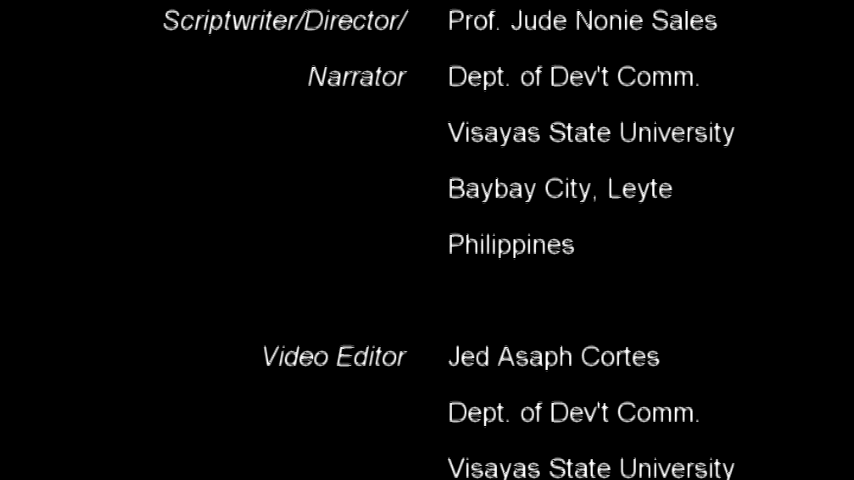 Scriptwriter/Director/ Prof. Jude Nonie Sales
Narrator Dept. of Dev't Comm.
Visayas State University
Baybay City, Leyte
Philippines
Video Editor Jed Asaph Cortes
Dept. of Dev't Comm.
Visayas State University